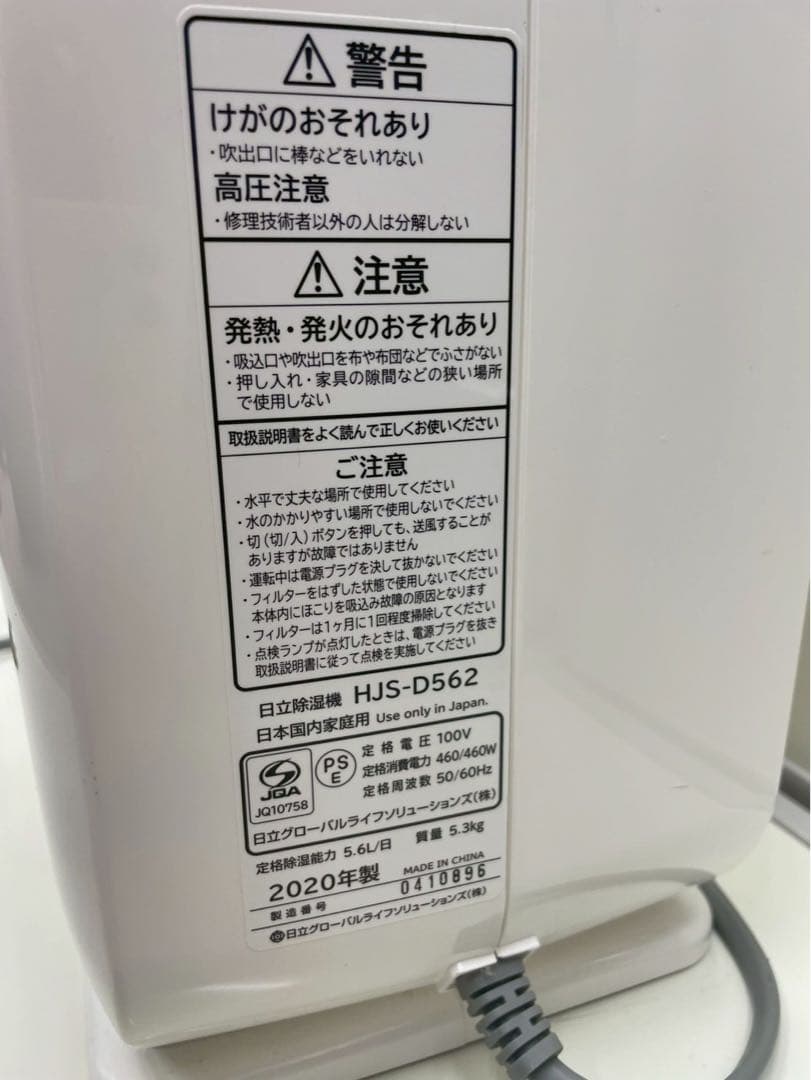 警告
けがのおそれあり
・吹出口に棒などをいれない
高圧注意
・修理技術者以外の人は分解しない
注意
発熱・発火のおそれあり
・吸込口や吹出口を布や布団などでふさがない
・押し入れ・家具の隙間などの狭い場所
で使用しない
取扱説明書をよく読んで正しくお使いください
ご注意
・水平で丈夫な場所で使用してください
・水のかかりやすい場所で使用しないでください
・切(切/入)ボタンを押しても、送風することが
ありますが故障ではありません
・運転中は電源プラグを決して抜かないでください
・フィルターをはずした状態で使用しないでください
本体内にほこりを吸込み故障の原因となります
・フィルターは1ヶ月に1回程度掃除してください
・点検ランプが点灯したときは、電源プラグを抜き
取扱説明書に従って点検を実施してください
日立除湿機 HJS-D562
日本国内家庭用 Use only in Japan.
JQA
JQ10758
PS
E
定格電圧 100V
定格消費電力 460/460W
定格周波数 50/60Hz
日立グローバルライフソリューションズ(株)
定格除湿能力 5.6L/日 質量 5.3kg
2020年製 MADE IN CHINA
製造番号 0410896
日立グローバルライフソリューションズ(株)